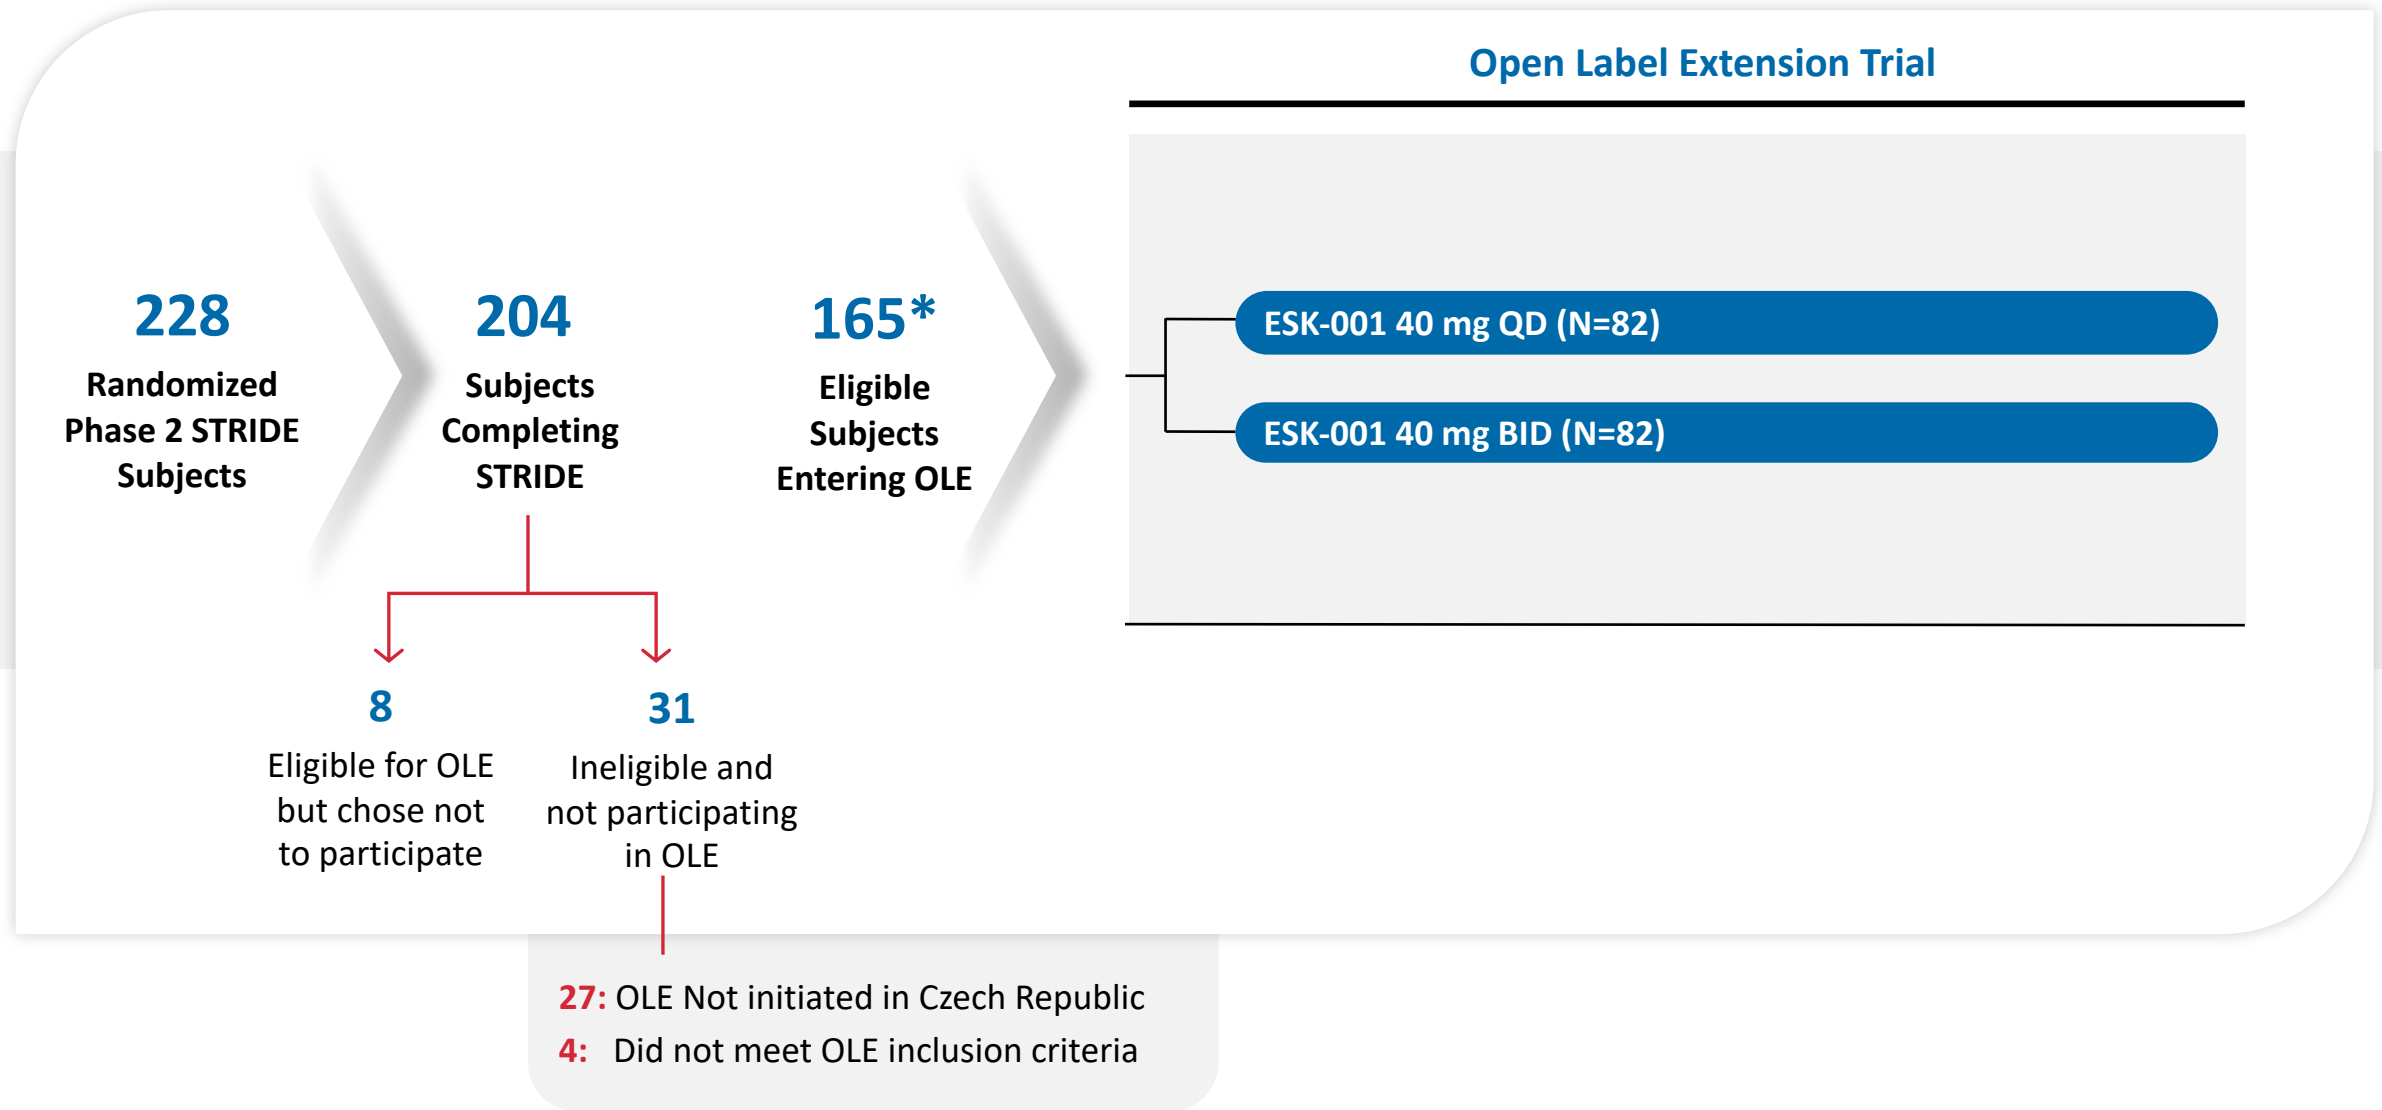 Open Label Extension Trial
228
Randomized
Phase 2 STRIDE
Subjects
204
Subjects
Completing
STRIDE
165*
Eligible
Subjects
Entering OLE
ESK-001 40 mg QD (N=82)
ESK-001 40 mg BID (N=82)
8
Eligible for OLE
but chose not
to participate
31
Ineligible and
not participating
in OLE
27: OLE Not initiated in Czech Republic
4: Did not meet OLE inclusion criteria